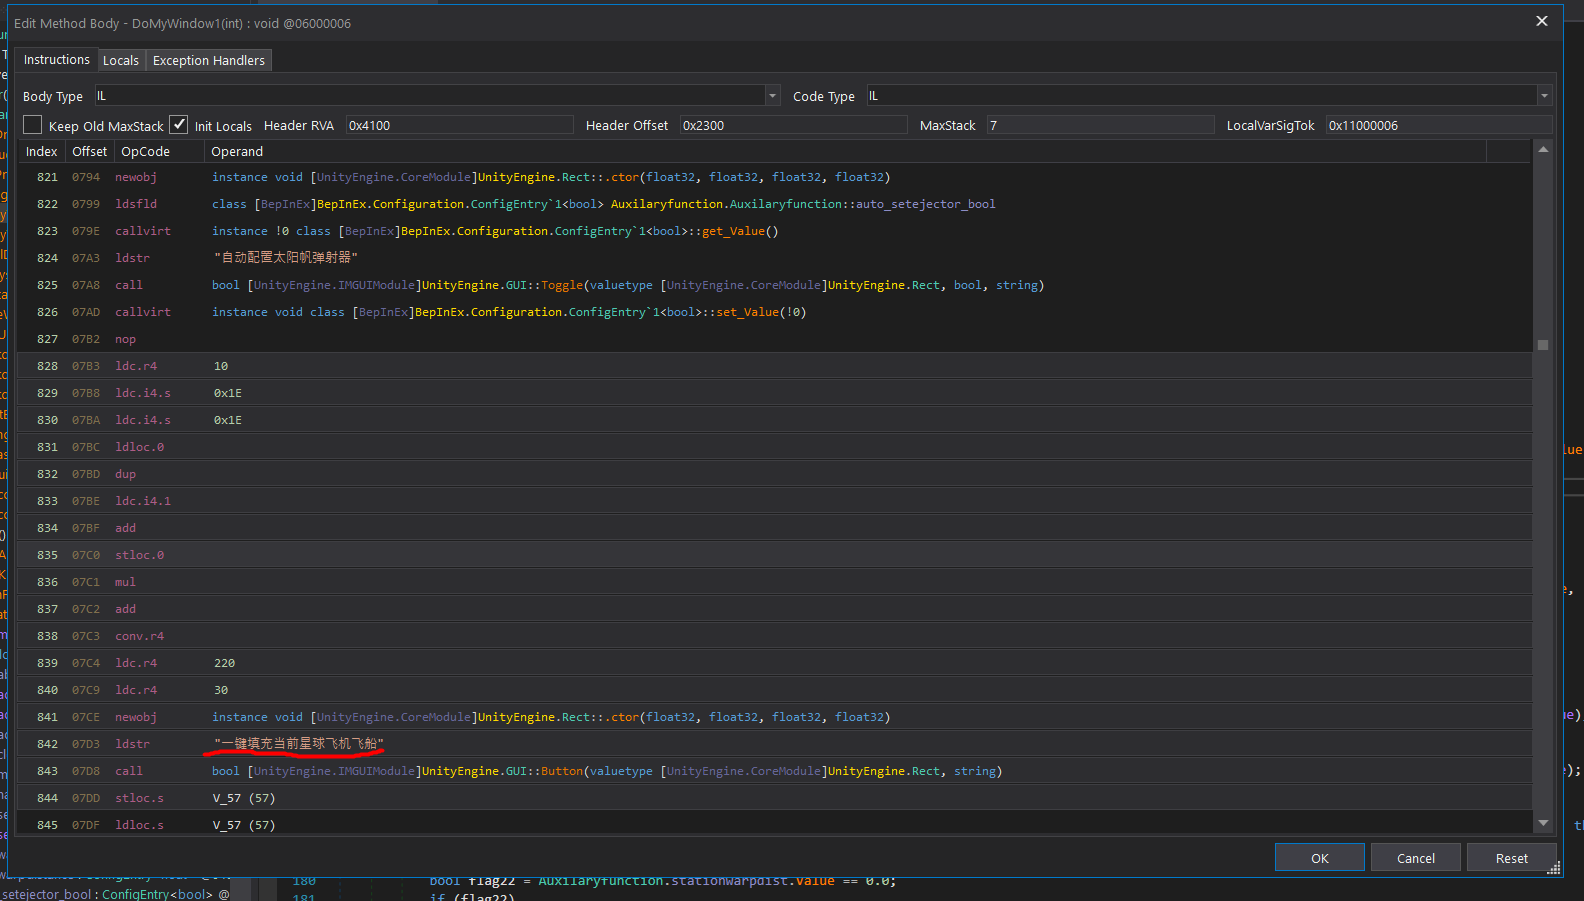 Edit Method Body - DoMyWindow1(int) : void @06000006
Instructions Locals Exception Handlers
Body Type IL Code Type IL
Keep Old MaxStack Init Locals Header RVA 0x4100 Header Offset 0x2300 MaxStack 7 LocalVarSigTok 0x11000006
Index Offset OpCode Operand
821 0794 newobj instance void [UnityEngine.CoreModule]UnityEngine.Rect::.ctor(float32, float32, float32, float32)
822 0799 ldsfld class [BepInEx]BepInEx.Configuration.ConfigEntry`1<bool> Auxilaryfunction.Auxilaryfunction::auto_setejector_bool
823 079E callvirt instance !0 class [BepInEx]BepInEx.Configuration.ConfigEntry`1<bool>::get_Value()
824 07A3 ldstr "自动配置太阳帆弹射器"
825 07A8 call bool [UnityEngine.IMGUIModule]UnityEngine.GUI::Toggle(valuetype [UnityEngine.CoreModule]UnityEngine.Rect, bool, string)
826 07AD callvirt instance void class [BepInEx]BepInEx.Configuration.ConfigEntry`1<bool>::set_Value(!0)
827 07B2 nop
828 07B3 ldc.r4 10
829 07B8 ldc.i4.s 0x1E
830 07BA ldc.i4.s 0x1E
831 07BC ldloc.0
832 07BD dup
833 07BE ldc.i4.1
834 07BF add
835 07C0 stloc.0
836 07C1 mul
837 07C2 add
838 07C3 conv.r4
839 07C4 ldc.r4 220
840 07C9 ldc.r4 30
841 07CE newobj instance void [UnityEngine.CoreModule]UnityEngine.Rect::.ctor(float32, float32, float32, float32)
842 07D3 ldstr "一键填充当前星球飞机飞船"
843 07D8 call bool [UnityEngine.IMGUIModule]UnityEngine.GUI::Button(valuetype [UnityEngine.CoreModule]UnityEngine.Rect, string)
844 07DD stloc.s V_57 (57)
845 07DF ldloc.s V_57 (57)
OK Cancel Reset
180 bool flag22 = Auxilaryfunction.stationwarpdist.Value == 0.0;
setejector_bool : ConfigEntry<bool> @
181 if (flag22)